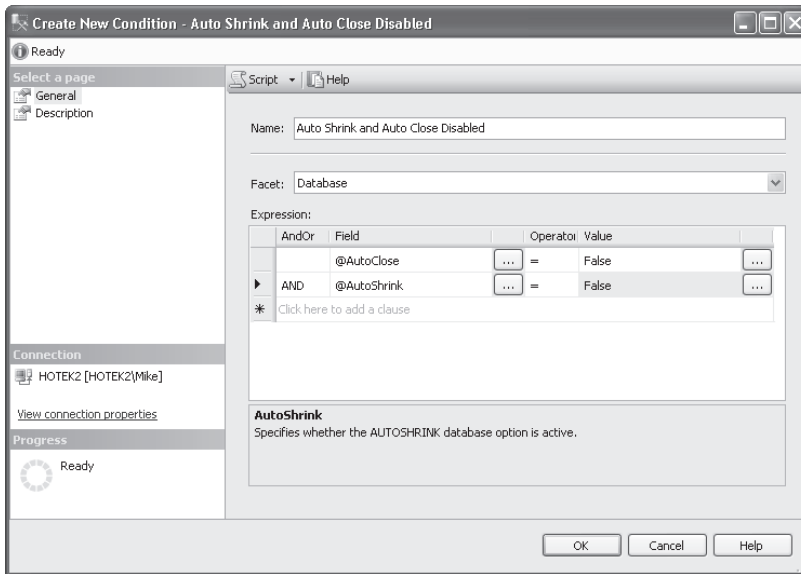 Create New Condition - Auto Shrink and Auto Close Disabled
Ready
Select a page
General
Description
Script
Help
Name: Auto Shrink and Auto Close Disabled
Facet: Database
Expression:
AndOr Field Operator Value
@AutoClose ... = False ...
AND @AutoShrink ... = False ...
Click here to add a clause
Connection
HOTEK2 [HOTEK2\Mike]
View connection properties
Progress
Ready
AutoShrink
Specifies whether the AUTOSHRINK database option is active.
OK Cancel Help